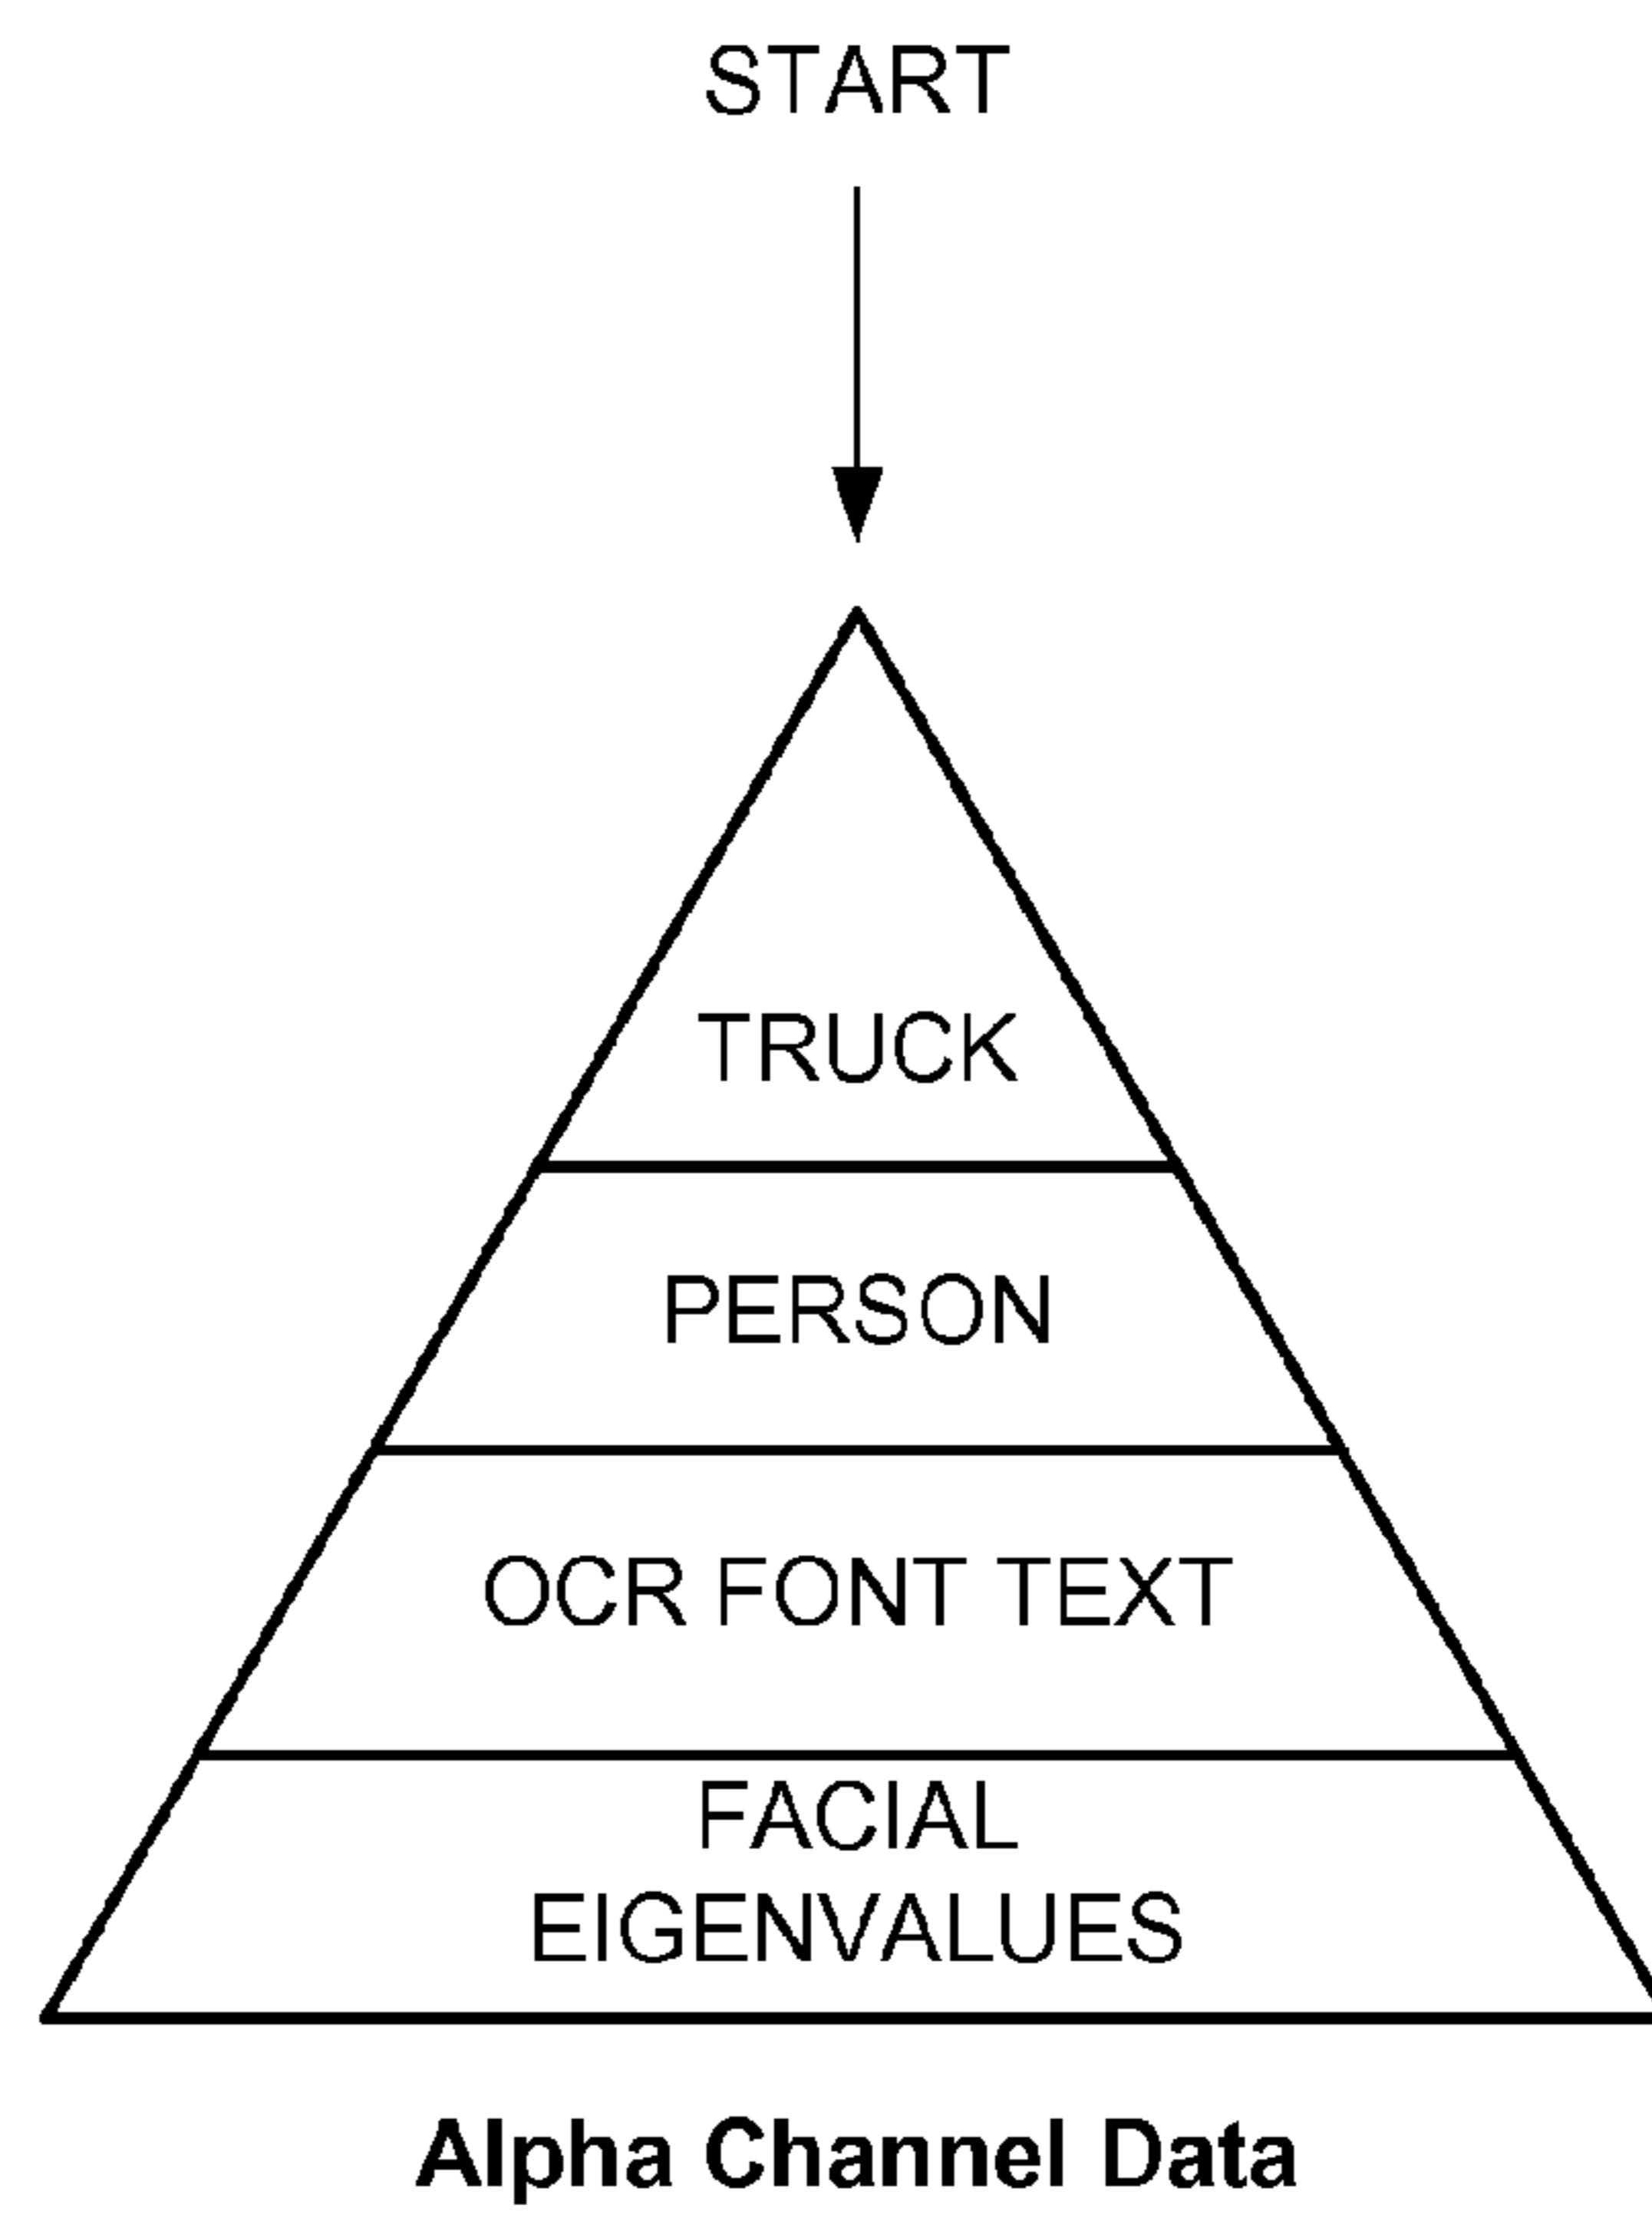 START
TRUCK
PERSON
OCR FONT TEXT
FACIAL
EIGENVALUES
Alpha Channel Data